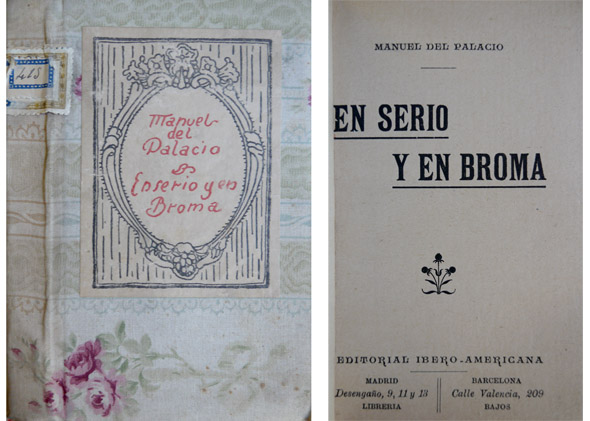 Manuel
del
Palacio
En serio y en
Broma
MANUEL DEL PALACIO
EN SERIO
Y EN BROMA
EDITORIAL IBERO-AMERICANA
MADRID
Desengaño, 9, 11 y 13
LIBRERIA
BARCELONA
Calle Valencia, 209
BAJOS